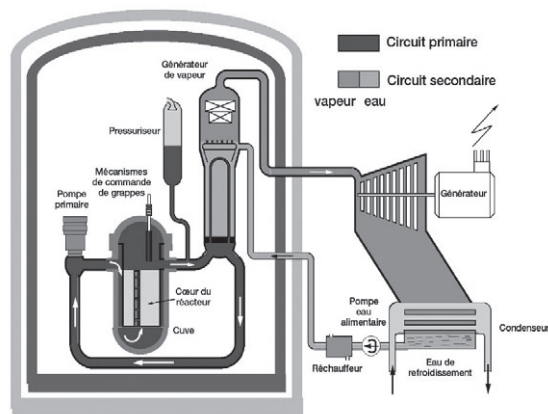 Circuit primaire
Circuit secondaire
vapeur eau
Générateur
de vapeur
Pressuriseur
Mécanismes
de commande
de grappes
Pompe
primaire
Générateur
Cœur du
réacteur
Cuve
Pompe
eau
alimentaire
Condenseur
Réchauffeur
Eau de
refroidissement